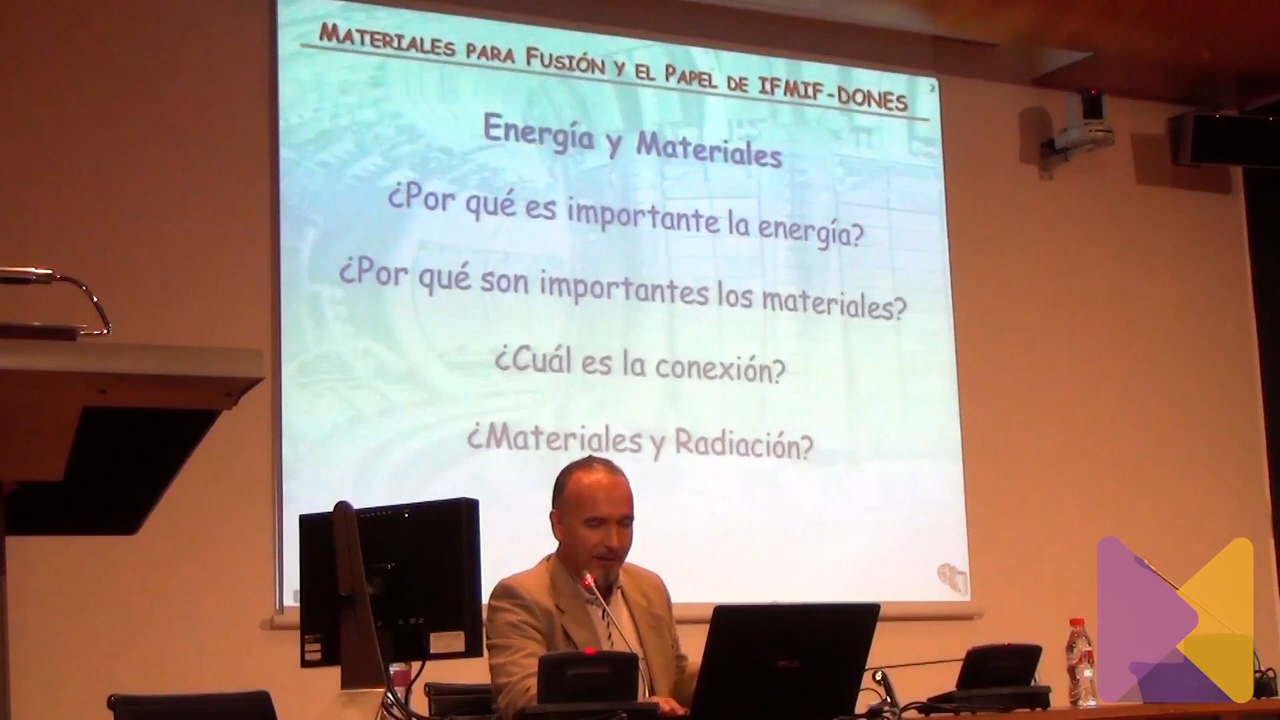 MATERIALES PARA FUSIÓN Y EL PAPEL DE IFMIF-DONES
2
Energía y Materiales
¿Por qué es importante la energía?
¿Por qué son importantes los materiales?
¿Cuál es la conexión?
¿Materiales y Radiación?